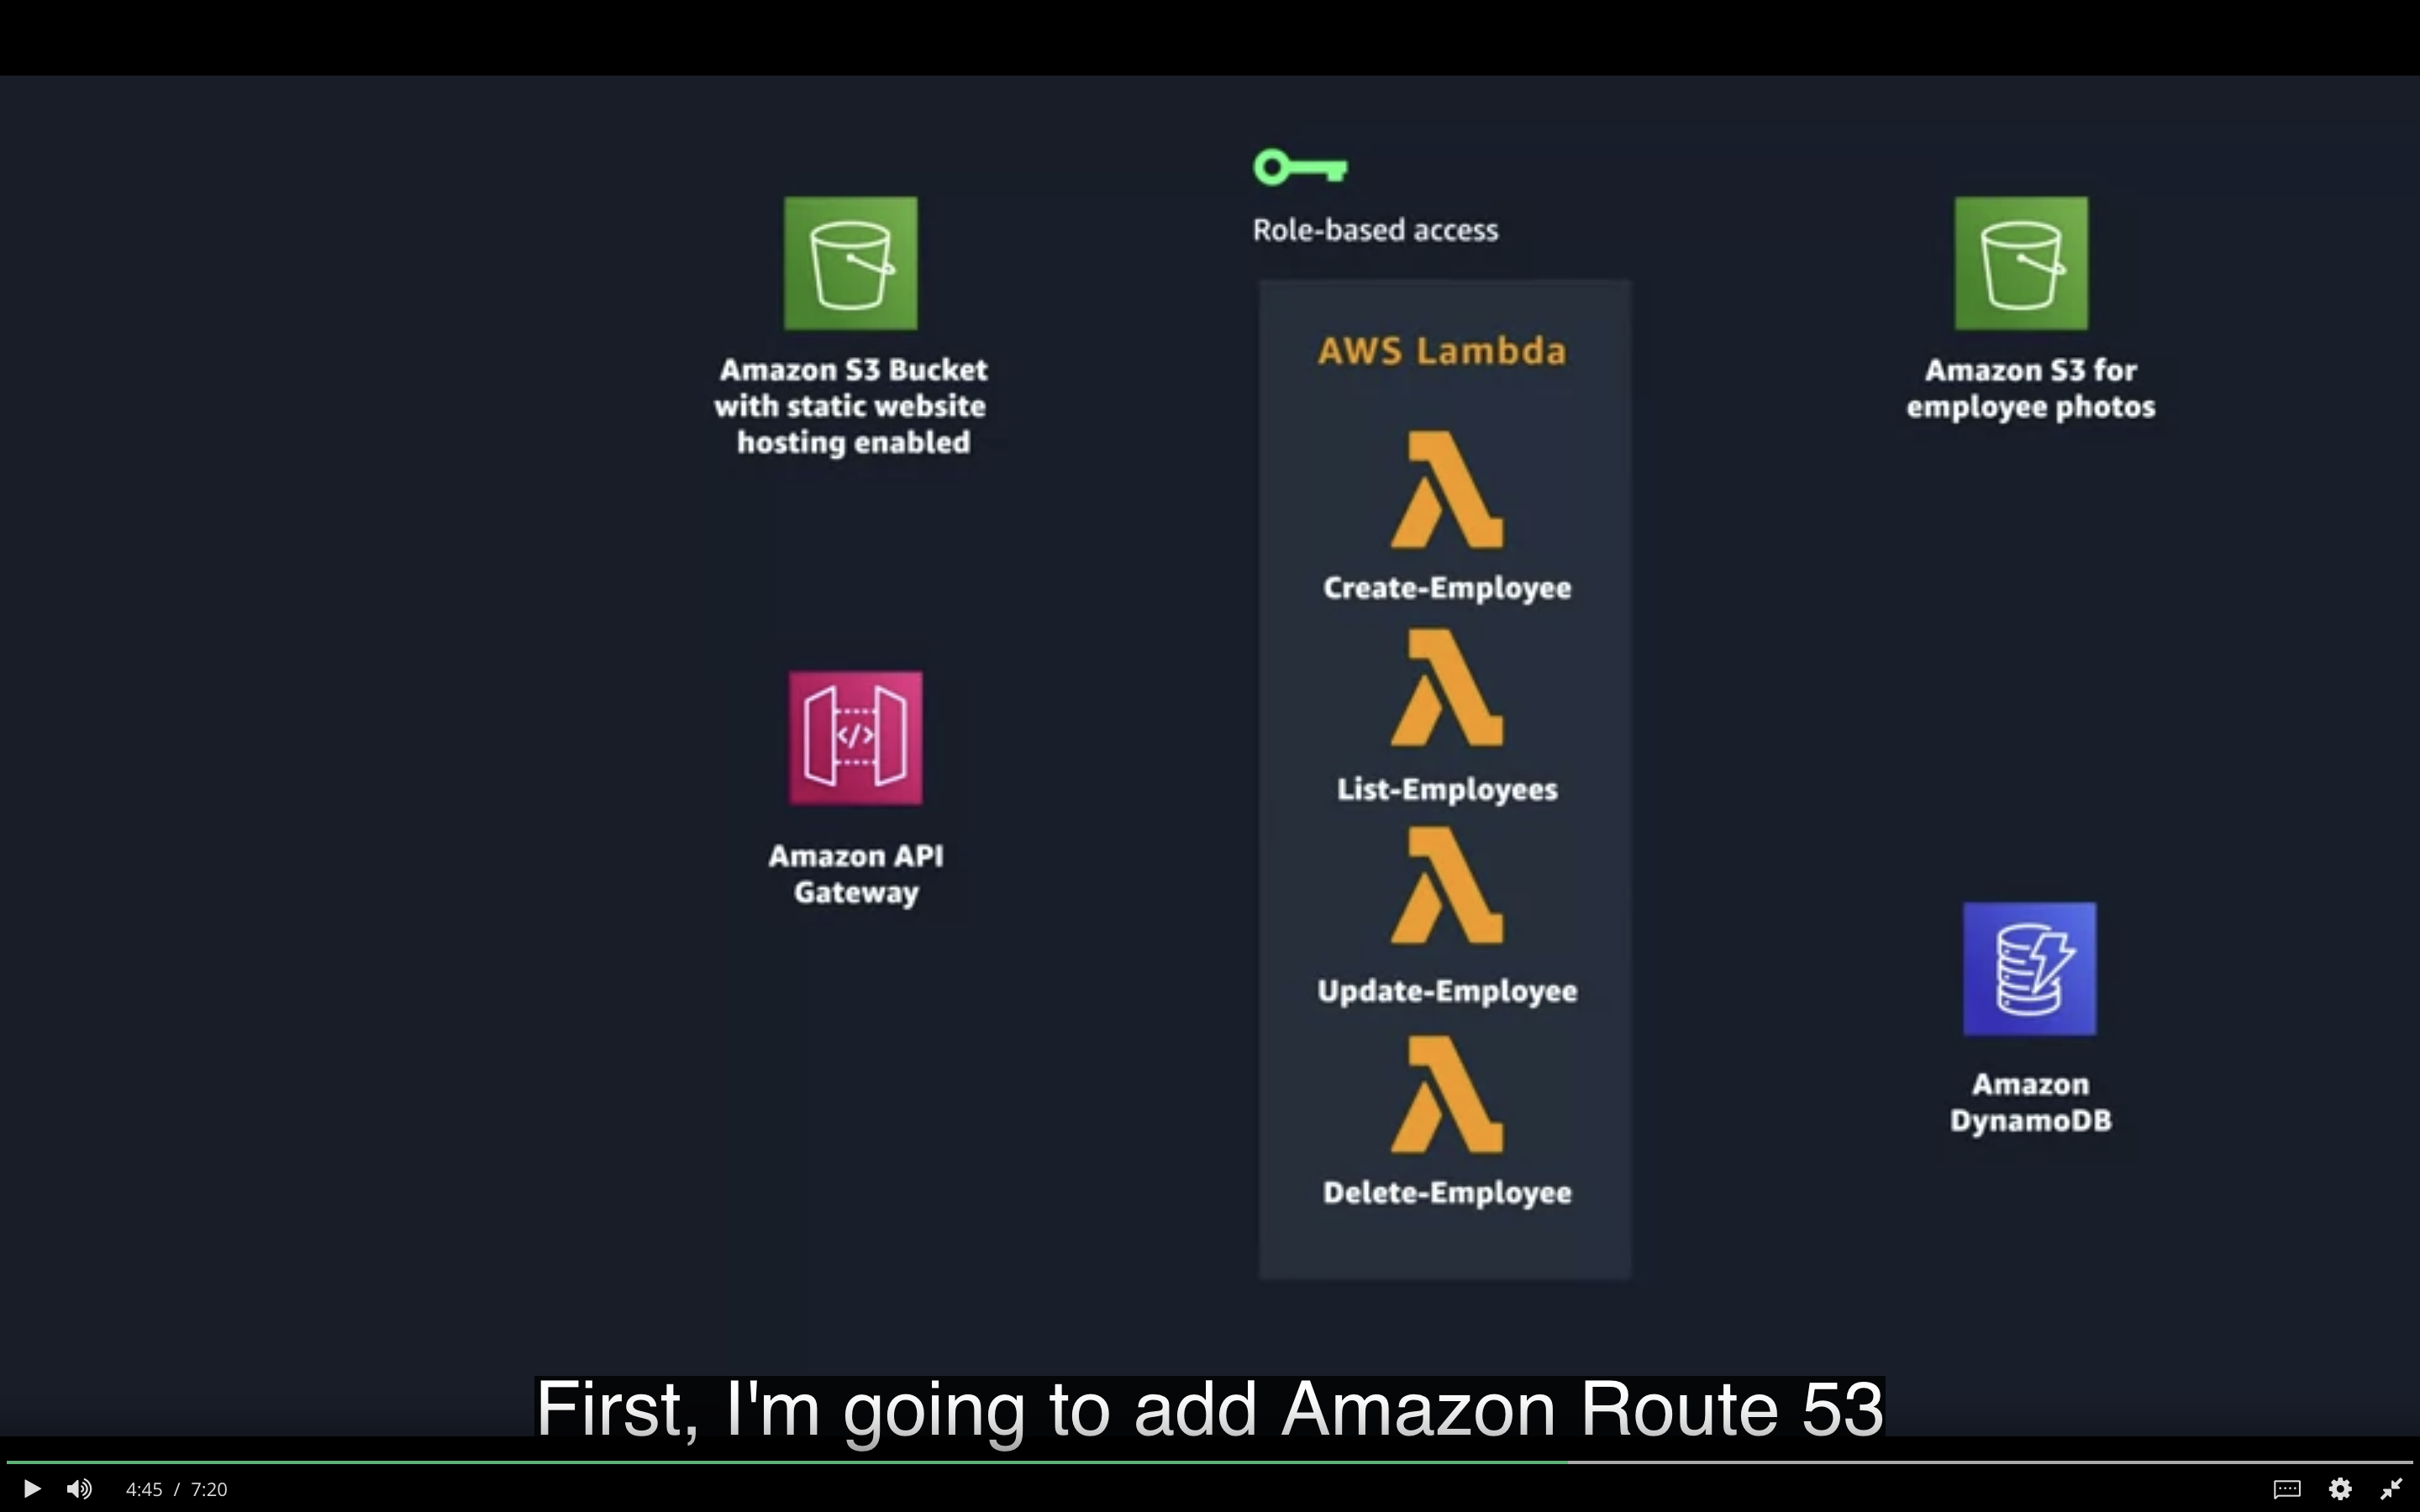 Role-based access
Amazon S3 Bucket
with static website
hosting enabled
AWS Lambda
Amazon S3 for
employee photos
Create-Employee
List-Employees
</>
Amazon API
Gateway
Update-Employee
Amazon
DynamoDB
Delete-Employee
First, I'm going to add Amazon Route 53
4:45 / 7:20